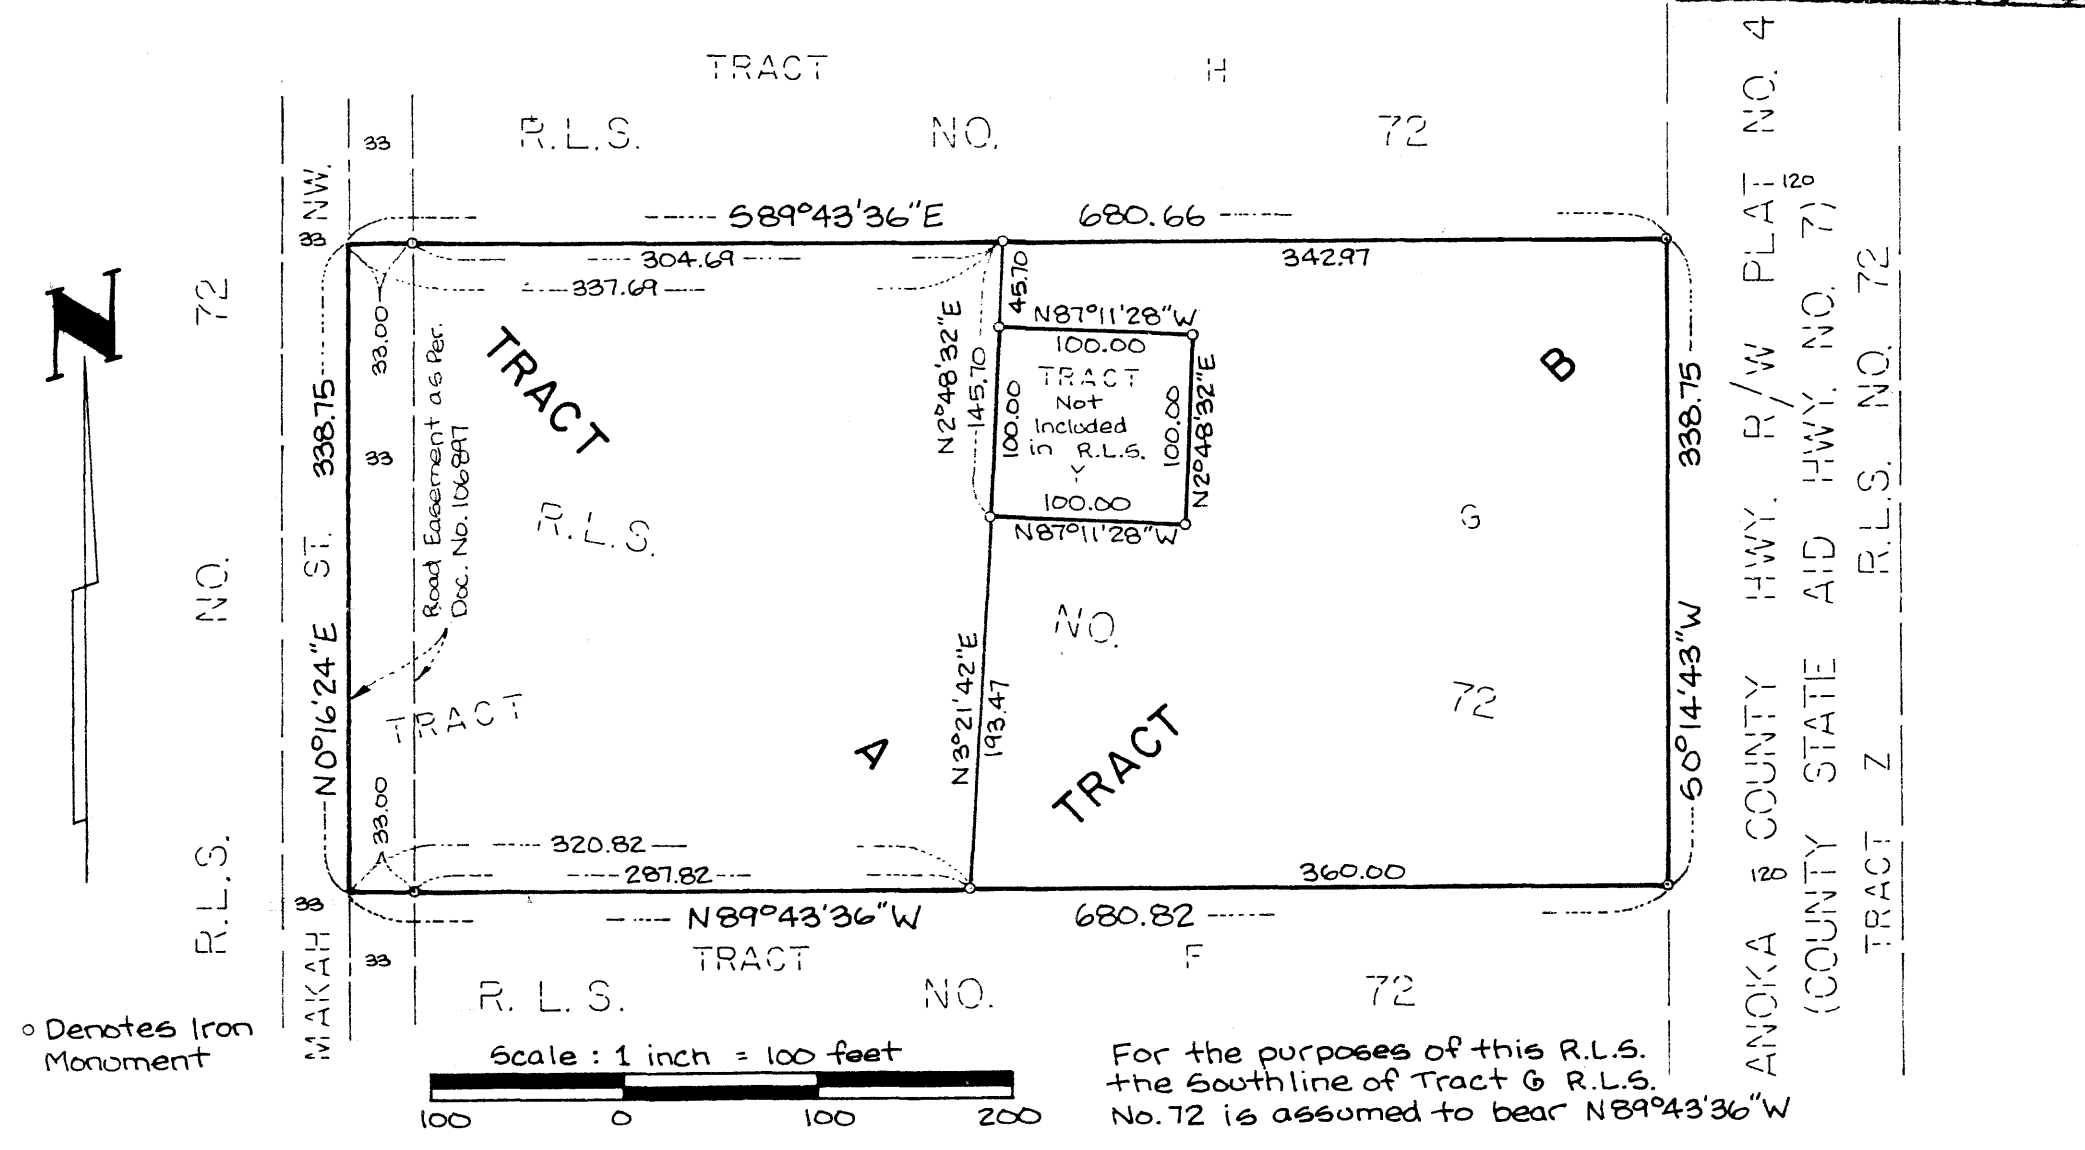 TRACT H
R.L.S. NO. 72
33
S89°43'36"E 680.66
304.69
337.69
342.97
33.00
33
338.75
N0°16'24"E
Road Easement as Per.
Doc. No. 106897
TRACT
A
R.L.S.
TRACT
33.00
320.82
287.82
N2°48'32"E
145.70
45.70
N87°11'28"W
100.00
TRACT
Not
Included
in R.L.S.
Y
100.00
100.00
100.00
N87°11'28"W
N2°48'32"E
N3°21'42"E
193.47
B
G
NO.
72
TRACT
360.00
338.75
S0°14'43"W
N89°43'36"W 680.82
TRACT F
R.L.S. NO. 72
33
33
33
MAKAH ST. NW.
R.L.S. NO. 72
N
120
120
ANOKA COUNTY HWY. R/W PLAT NO. 4
(COUNTY STATE AID HWY. NO. 7)
TRACT Z R.L.S. NO. 72
o Denotes Iron
Monument
Scale : 1 inch = 100 feet
100 0 100 200
For the purposes of this R.L.S.
the South line of Tract G R.L.S.
No. 72 is assumed to bear N89°43'36"W